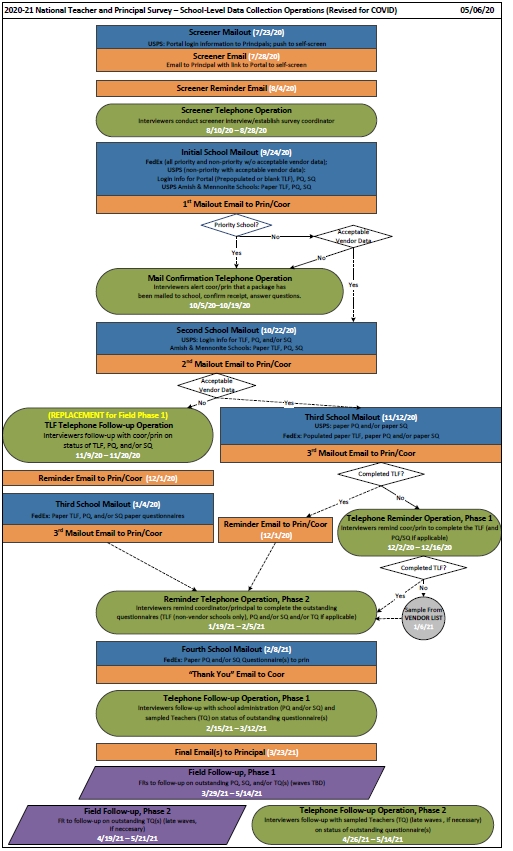 2020-21 National Teacher and Principal Survey – School-Level Data Collection Operations (Revised for COVID) 05/06/20
Screener Mailout (7/23/20)
USPS: Portal login information to Principals; push to self-screen
Screener Email (7/28/20)
Email to Principal with link to Portal to self-screen
Screener Reminder Email (8/4/20)
Screener Telephone Operation
Interviewers conduct screener interview/establish survey coordinator
8/10/20 – 8/28/20
Initial School Mailout (9/24/20)
FedEx (all priority and non-priority w/o acceptable vendor data);
USPS (non-priority with acceptable vendor data):
Login info for Portal (Prepopulated or blank TLF), PQ, SQ
USPS Amish & Mennonite Schools: Paper TLF, PQ, SQ
1st Mailout Email to Prin/Coor
Priority School?
No
Acceptable
Vendor Data
Yes
No
Mail Confirmation Telephone Operation
Interviewers alert coor/prin that a package has
been mailed to school, confirm receipt, answer questions.
10/5/20–10/19/20
Yes
Second School Mailout (10/22/20)
USPS: Login info for TLF, PQ, and/or SQ
Amish & Mennonite Schools: Paper TLF, PQ, SQ
2nd Mailout Email to Prin/Coor
Acceptable
Vendor Data
No
Yes
(REPLACEMENT for Field Phase 1)
TLF Telephone Follow-up Operation
Interviewers follow-up with coor/prin on
status of TLF, PQ, and/or SQ
11/9/20 – 11/20/20
Third School Mailout (11/12/20)
USPS: paper PQ and/or paper SQ
FedEx: Populated paper TLF, paper PQ and/or paper SQ
3rd Mailout Email to Prin/Coor
Completed TLF?
Reminder Email to Prin/Coor (12/1/20)
Yes
No
Third School Mailout (1/4/20)
FedEx: Paper TLF, PQ, and/or SQ paper questionnaires
3rd Mailout Email to Prin/Coor
Reminder Email to Prin/Coor
(12/1/20)
Telephone Reminder Operation, Phase 1
Interviewers remind coor/prin to complete the TLF (and
PQ/SQ if applicable)
12/2/20 – 12/16/20
Completed TLF?
Yes
No
Reminder Telephone Operation, Phase 2
Interviewers remind coordinator/principal to complete the outstanding
questionnaires (TLF (non-vendor schools only), PQ and/or SQ and/or TQ if applicable)
1/19/21 – 2/5/21
Sample From
VENDOR LIST
1/6/21
Fourth School Mailout (2/8/21)
FedEx: Paper PQ and/or SQ Questionnaire(s) to prin
“Thank You” Email to Coor
Telephone Follow-up Operation, Phase 1
Interviewers follow-up with school administration (PQ and/or SQ) and
sampled Teachers (TQ) on status of outstanding questionnaire(s)
2/15/21 – 3/12/21
Final Email(s) to Principal (3/23/21)
Field Follow-up, Phase 1
FRs to follow-up on outstanding PQ, SQ, and/or TQ(s) (waves TBD)
3/29/21 – 5/14/21
Field Follow-up, Phase 2
FR to follow-up on outstanding TQ(s) (late waves,
if neccesary)
4/19/21 – 5/21/21
Telephone Follow-up Operation, Phase 2
Interviewers follow-up with sampled Teachers (TQ) (late waves , if necessary)
on status of outstanding questionnaire(s)
4/26/21 – 5/14/21